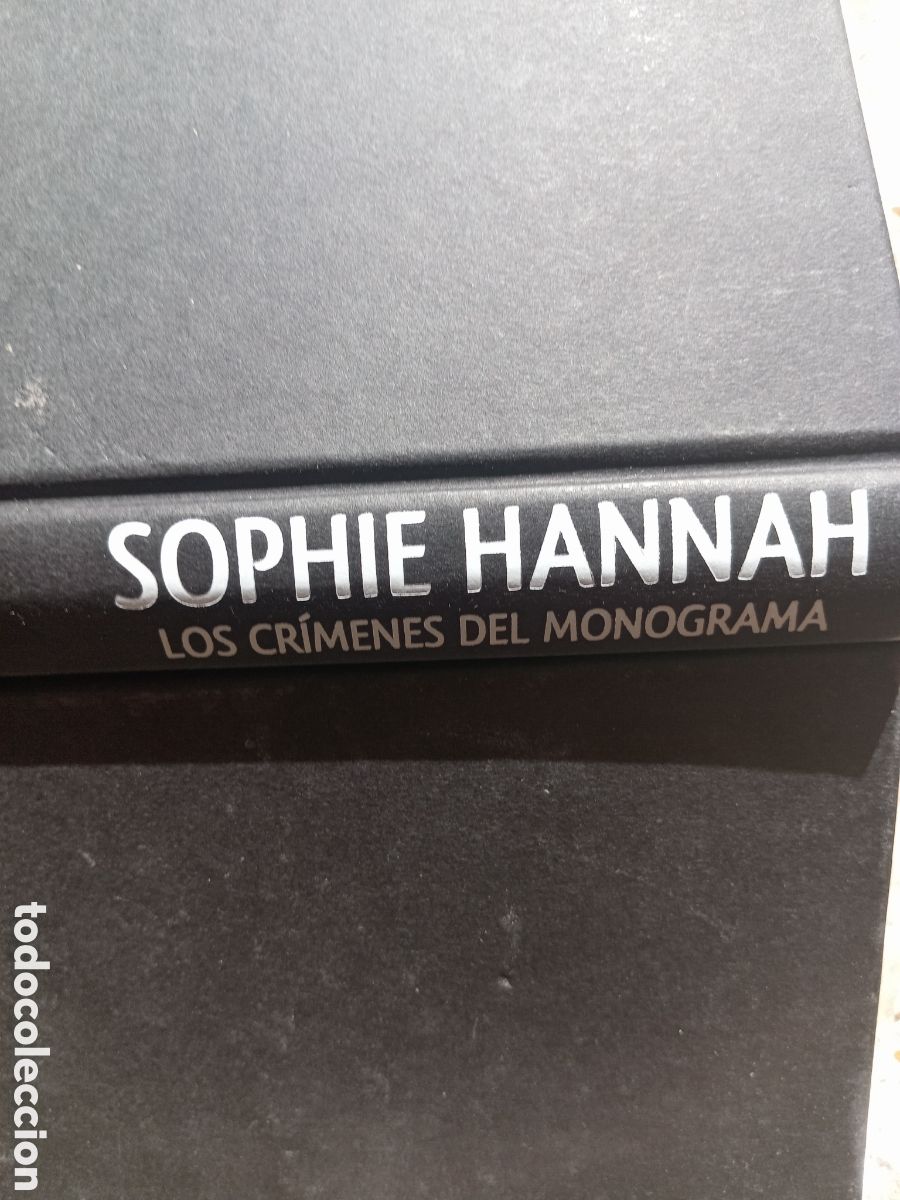 SOPHIE HANNAH
LOS CRÍMENES DEL MONOGRAMA
todocoleccion